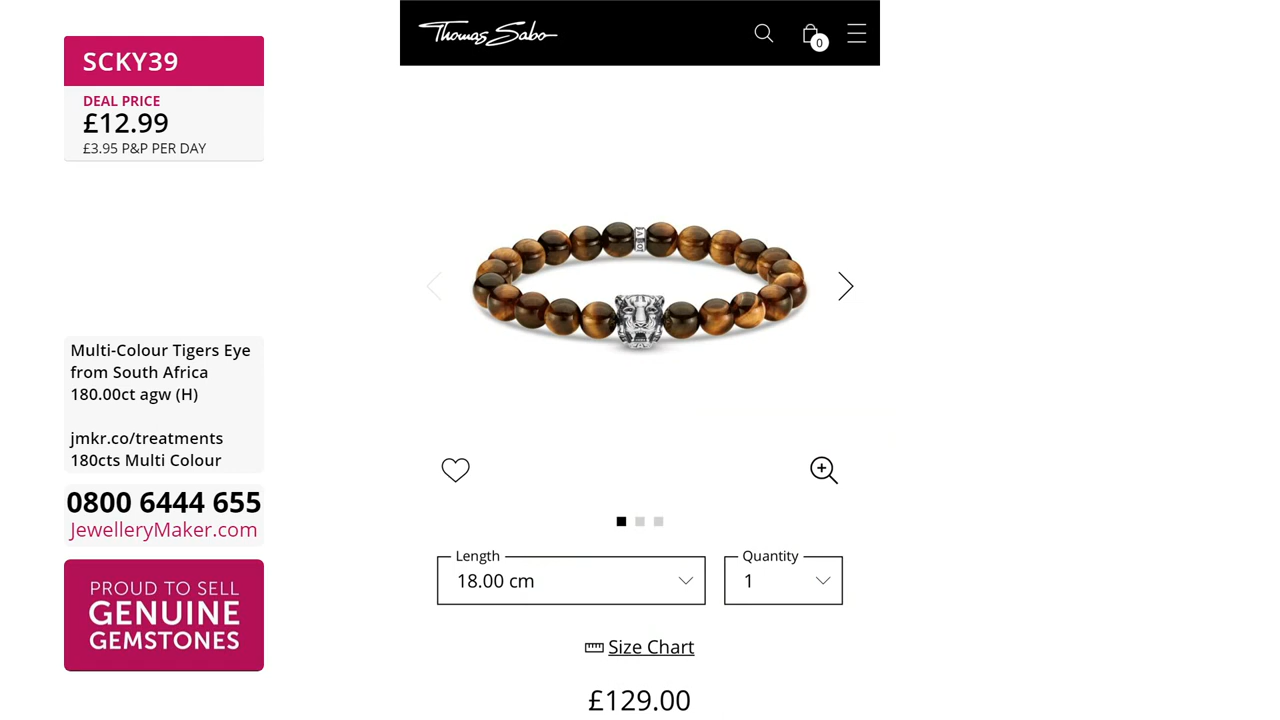 SCKY39
DEAL PRICE
£12.99
£3.95 P&P PER DAY
Multi-Colour Tigers Eye
from South Africa
180.00ct agw (H)
jmkr.co/treatments
180cts Multi Colour
0800 6444 655
JewelleryMaker.com
PROUD TO SELL
GENUINE
GEMSTONES
Thomas Sabo
0
Length
18.00 cm
Quantity
1
Size Chart
£129.00